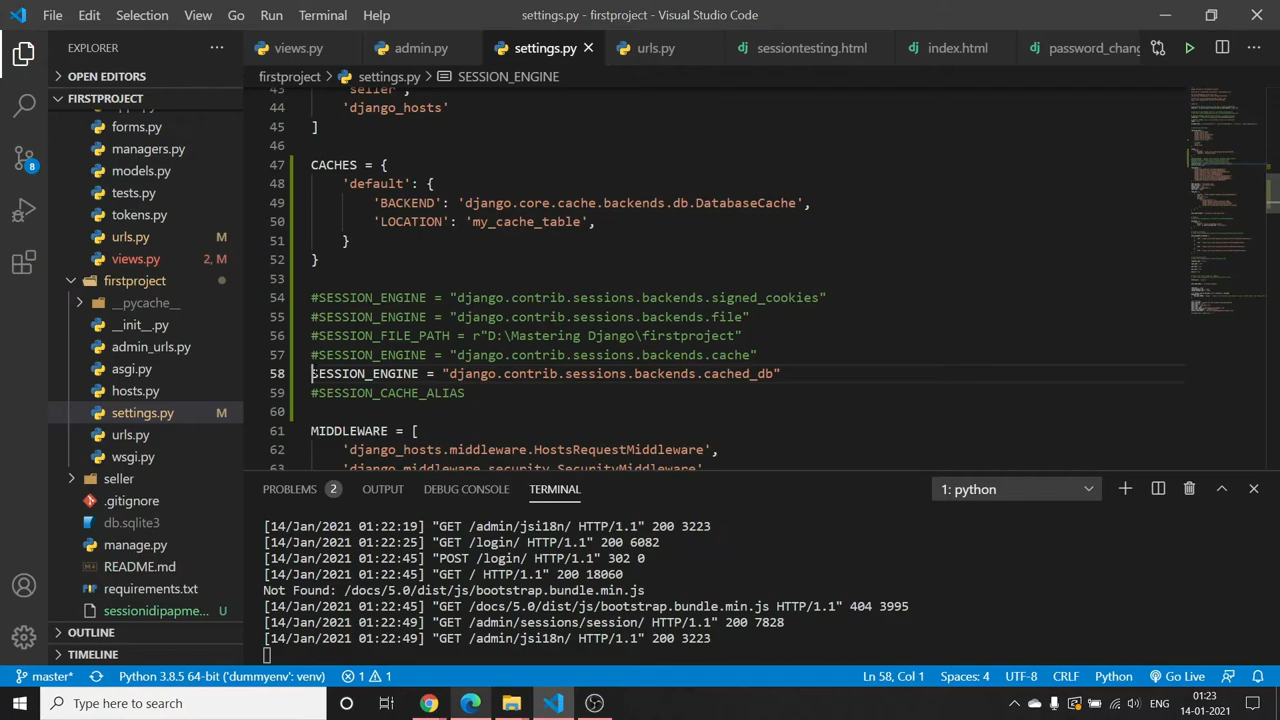 File Edit Selection View Go Run Terminal Help settings.py - firstproject - Visual Studio Code
EXPLORER
views.py admin.py settings.py urls.py sessiontesting.html index.html password_chang
OPEN EDITORS
firstproject > settings.py > SESSION_ENGINE
FIRSTPROJECT
forms.py
managers.py
models.py
tests.py
tokens.py
urls.py M
views.py 2, M
firstproject
__pycache__
__init__.py
admin_urls.py
asgi.py
hosts.py
settings.py M
urls.py
wsgi.py
seller
.gitignore
db.sqlite3
manage.py
README.md
requirements.txt
sessionidipapme... U
OUTLINE
TIMELINE
8
43 'seller',
44 'django_hosts'
45 ]
46
47 CACHES = {
48 'default': {
49 'BACKEND': 'django.core.cache.backends.db.DatabaseCache',
50 'LOCATION': 'my_cache_table',
51 }
52 }
53
54 #SESSION_ENGINE = "django.contrib.sessions.backends.signed_cookies"
55 #SESSION_ENGINE = "django.contrib.sessions.backends.file"
56 #SESSION_FILE_PATH = r"D:\Mastering Django\firstproject"
57 #SESSION_ENGINE = "django.contrib.sessions.backends.cache"
58 SESSION_ENGINE = "django.contrib.sessions.backends.cached_db"
59 #SESSION_CACHE_ALIAS
60
61 MIDDLEWARE = [
62 'django_hosts.middleware.HostsRequestMiddleware',
63 'django.middleware.security.SecurityMiddleware',
PROBLEMS 2 OUTPUT DEBUG CONSOLE TERMINAL 1: python
[14/Jan/2021 01:22:19] "GET /admin/jsi18n/ HTTP/1.1" 200 3223
[14/Jan/2021 01:22:25] "GET /login/ HTTP/1.1" 200 6082
[14/Jan/2021 01:22:45] "POST /login/ HTTP/1.1" 302 0
[14/Jan/2021 01:22:45] "GET / HTTP/1.1" 200 18060
Not Found: /docs/5.0/dist/js/bootstrap.bundle.min.js
[14/Jan/2021 01:22:45] "GET /docs/5.0/dist/js/bootstrap.bundle.min.js HTTP/1.1" 404 3995
[14/Jan/2021 01:22:49] "GET /admin/sessions/session/ HTTP/1.1" 200 7828
[14/Jan/2021 01:22:49] "GET /admin/jsi18n/ HTTP/1.1" 200 3223
master* Python 3.8.5 64-bit ('dummyenv': venv) 1 1 Ln 58, Col 1 Spaces: 4 UTF-8 CRLF Python Go Live
Type here to search ENG 01:23
14-01-2021